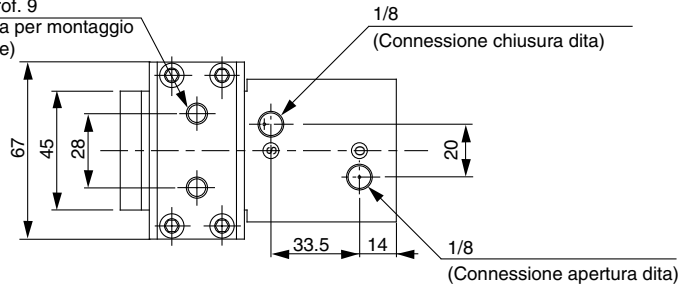 of. 9
a per montaggio
e)
1/8
(Connessione chiusura dita)
67
45
28
S
O
20
33.5
14
1/8
(Connessione apertura dita)